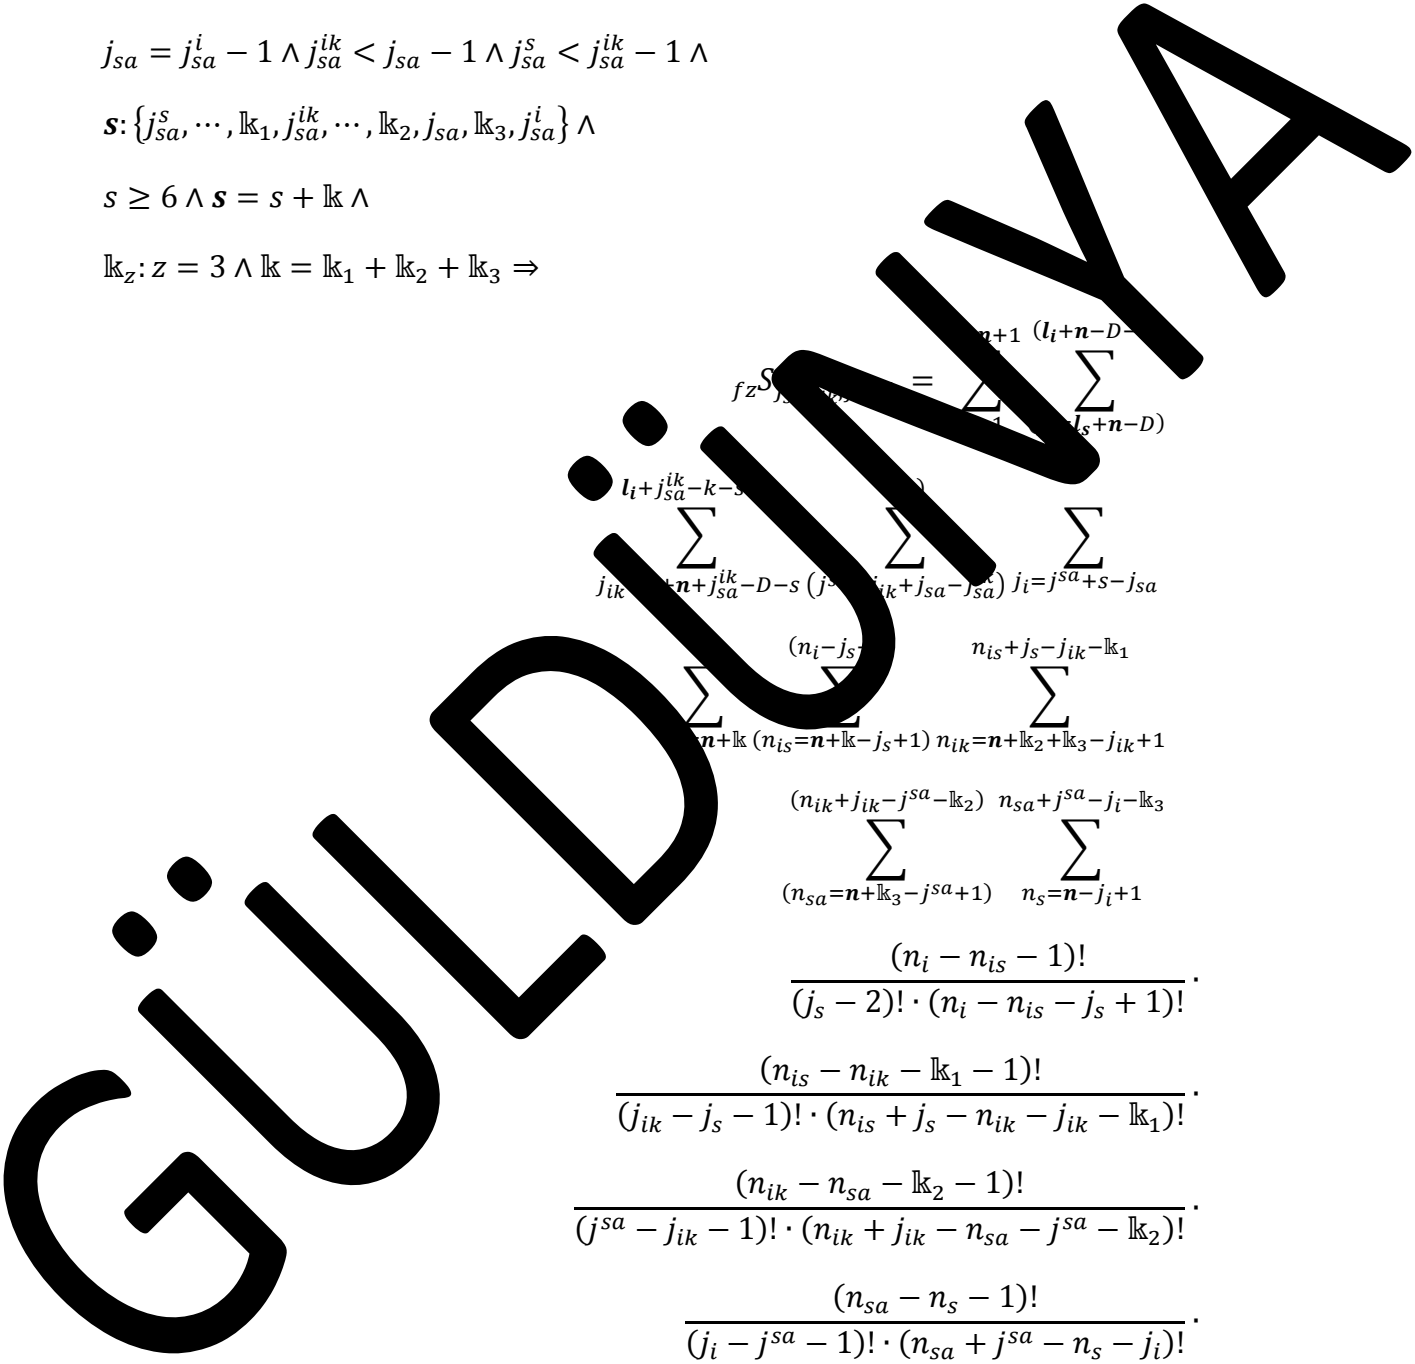 j_{sa} = j_{sa}^{i} − 1 ∧ j_{sa}^{ik} < j_{sa} − 1 ∧ j_{sa}^{s} < j_{sa}^{ik} − 1 ∧
s: {j_{sa}^{s}, ⋯, 𝕜_1, j_{sa}^{ik}, ⋯, 𝕜_2, j_{sa}, 𝕜_3, j_{sa}^{i}} ∧
s ≥ 6 ∧ s = s + 𝕜 ∧
𝕜_z: z = 3 ∧ 𝕜 = 𝕜_1 + 𝕜_2 + 𝕜_3 ⇒
n+1 (l_i+n−D−
_{fz}S = ∑ ∑
l_s+n−D)
l_i+j_{sa}^{ik}−k−s
∑ ∑ ∑
j_{ik} +n+j_{sa}^{ik}−D−s (j^{sa} j_{ik}+j_{sa}−j_{sa}^{ik}) j_i=j^{sa}+s−j_{sa}
(n_i−j_s+ n_{is}+j_s−j_{ik}−𝕜_1
∑ ∑ ∑
n+𝕜 (n_{is}=n+𝕜−j_s+1) n_{ik}=n+𝕜_2+𝕜_3−j_{ik}+1
(n_{ik}+j_{ik}−j^{sa}−𝕜_2) n_{sa}+j^{sa}−j_i−𝕜_3
∑ ∑
(n_{sa}=n+𝕜_3−j^{sa}+1) n_s=n−j_i+1
(n_i − n_{is} − 1)!
(j_s − 2)! · (n_i − n_{is} − j_s + 1)! ·
(n_{is} − n_{ik} − 𝕜_1 − 1)!
(j_{ik} − j_s − 1)! · (n_{is} + j_s − n_{ik} − j_{ik} − 𝕜_1)! ·
(n_{ik} − n_{sa} − 𝕜_2 − 1)!
(j^{sa} − j_{ik} − 1)! · (n_{ik} + j_{ik} − n_{sa} − j^{sa} − 𝕜_2)! ·
(n_{sa} − n_s − 1)!
(j_i − j^{sa} − 1)! · (n_{sa} + j^{sa} − n_s − j_i)! ·
GÜLDÜNYA